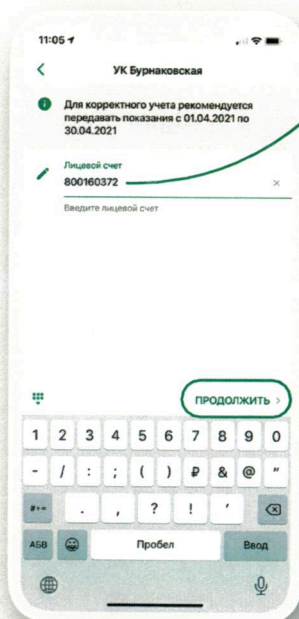 11:05
УК Бурнаковская
Для корректного учета рекомендуется
передавать показания с 01.04.2021 по
30.04.2021
Лицевой счет
800160372
Введите лицевой счет
ПРОДОЛЖИТЬ >
1 2 3 4 5 6 7 8 9 0
- / : ; ( ) ₽ & @ "
#+= . , ? ! '
АБВ Пробел Ввод